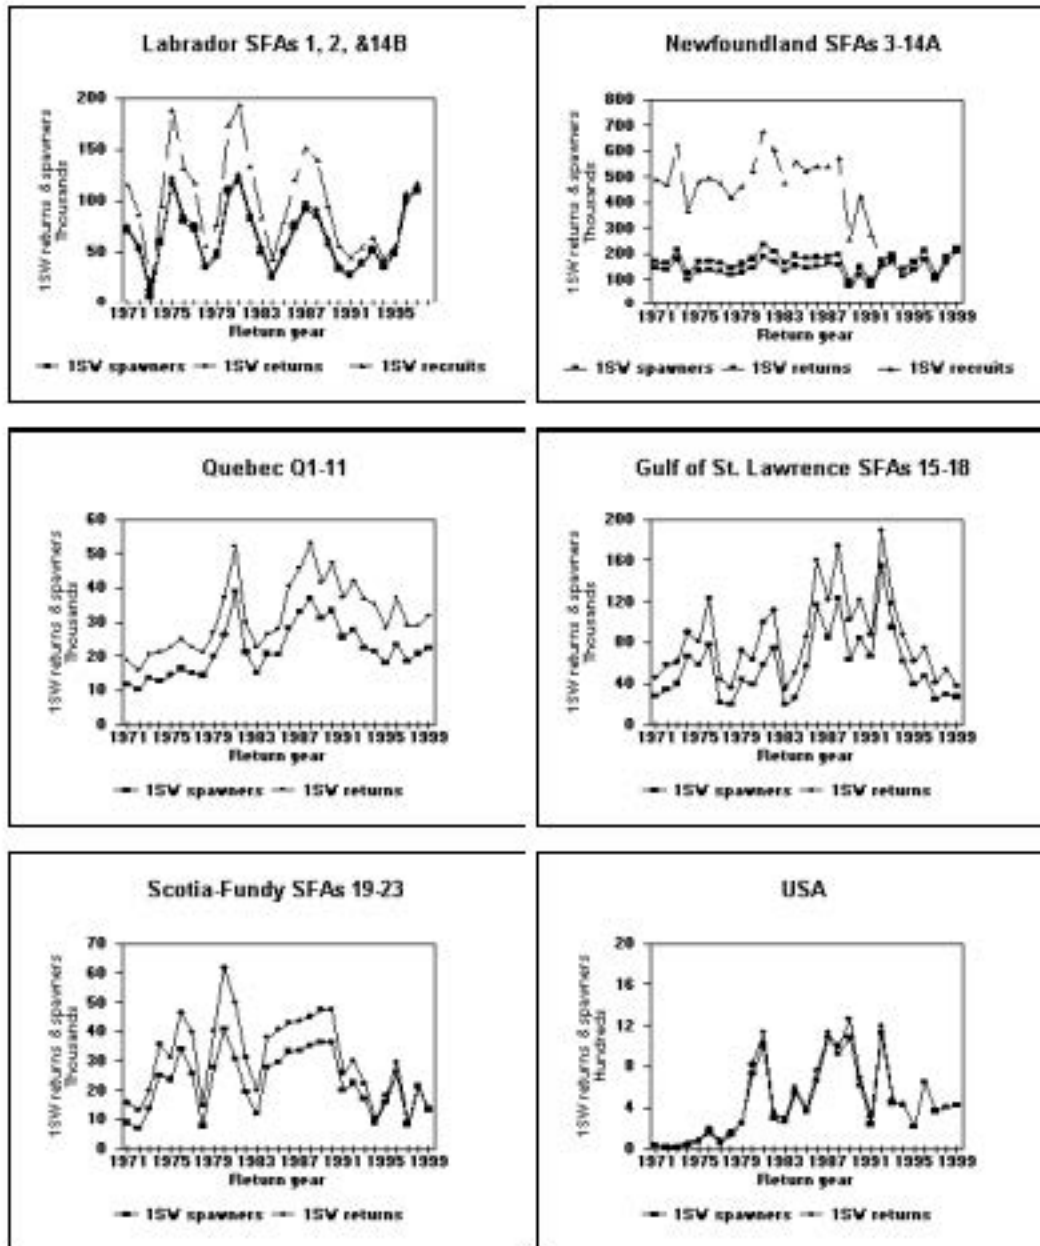 Labrador SFAs 1, 2, &14B
1SW returns & spawners
Thousands
200
150
100
50
0
1971 1975 1979 1983 1987 1991 1995
Return year
1SW spawners 1SW returns 1SW recruits
Newfoundland SFAs 3-14A
1SW returns & spawners
Thousands
800
700
600
500
400
300
200
100
0
1971 1975 1979 1983 1987 1991 1995 1999
Return year
1SW spawners 1SW returns 1SW recruits
Quebec Q1-11
1SW returns & spawners
Thousands
60
50
40
30
20
10
0
1971 1975 1979 1983 1987 1991 1995 1999
Return year
1SW spawners 1SW returns
Gulf of St. Lawrence SFAs 15-18
1SW returns & spawners
Thousands
200
160
120
80
40
0
1971 1975 1979 1983 1987 1991 1995 1999
Return year
1SW spawners 1SW returns
Scotia-Fundy SFAs 19-23
1SW returns & spawners
Thousands
70
60
50
40
30
20
10
0
1971 1975 1979 1983 1987 1991 1995 1999
Return year
1SW spawners 1SW returns
USA
1SW returns & spawners
Hundreds
20
16
12
8
4
0
1971 1975 1979 1983 1987 1991 1995 1999
Return year
1SW spawners 1SW returns